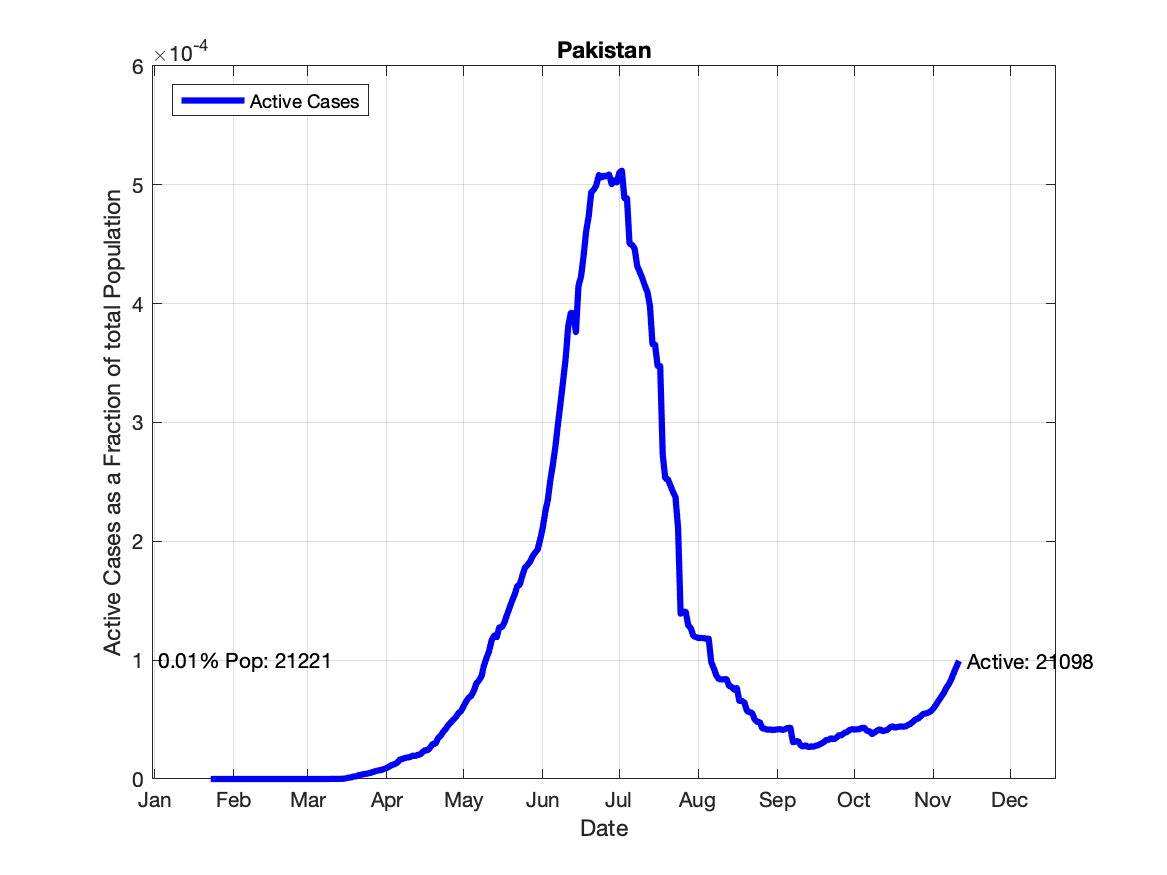 Pakistan
×10⁻⁴
Active Cases
6
5
4
3
2
1
0
Active Cases as a Fraction of total Population
0.01% Pop: 21221
Active: 21098
Jan Feb Mar Apr May Jun Jul Aug Sep Oct Nov Dec
Date